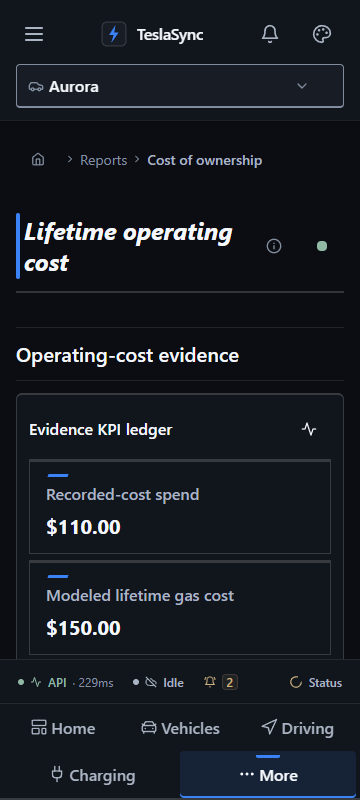 TeslaSync
Aurora
Reports
Cost of ownership
Lifetime operating
cost
Operating-cost evidence
Evidence KPI ledger
Recorded-cost spend
$110.00
Modeled lifetime gas cost
$150.00
API · 229ms
Idle
2
Status
Home
Vehicles
Driving
Charging
More